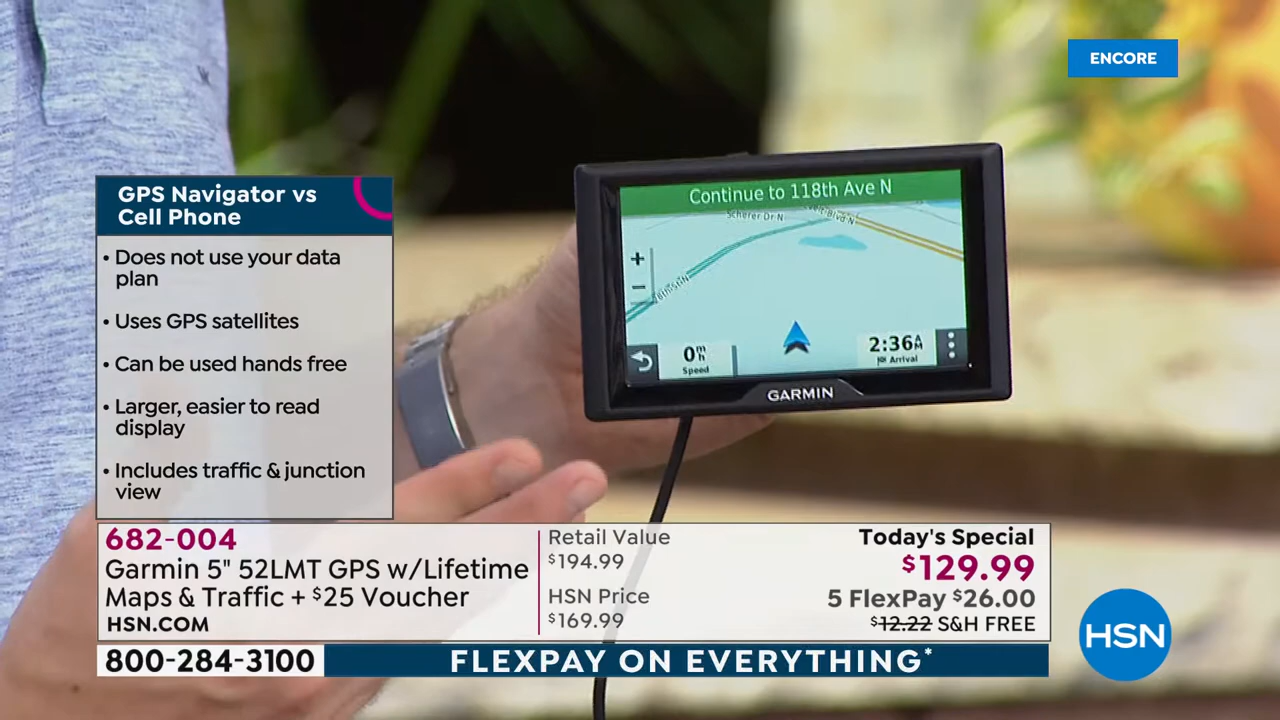 ENCORE
GPS Navigator vs
Cell Phone
• Does not use your data
plan
• Uses GPS satellites
• Can be used hands free
• Larger, easier to read
display
• Includes traffic & junction
view
Continue to 118th Ave N
Scherer Dr N
Blvd N
+
−
0 m/h
Speed
2:36 AM
Arrival
GARMIN
682-004
Garmin 5" 52LMT GPS w/Lifetime
Maps & Traffic + $25 Voucher
HSN.COM
Retail Value
$194.99
HSN Price
$169.99
Today's Special
$129.99
5 FlexPay $26.00
$12.22 S&H FREE
HSN
800-284-3100
FLEXPAY ON EVERYTHING*